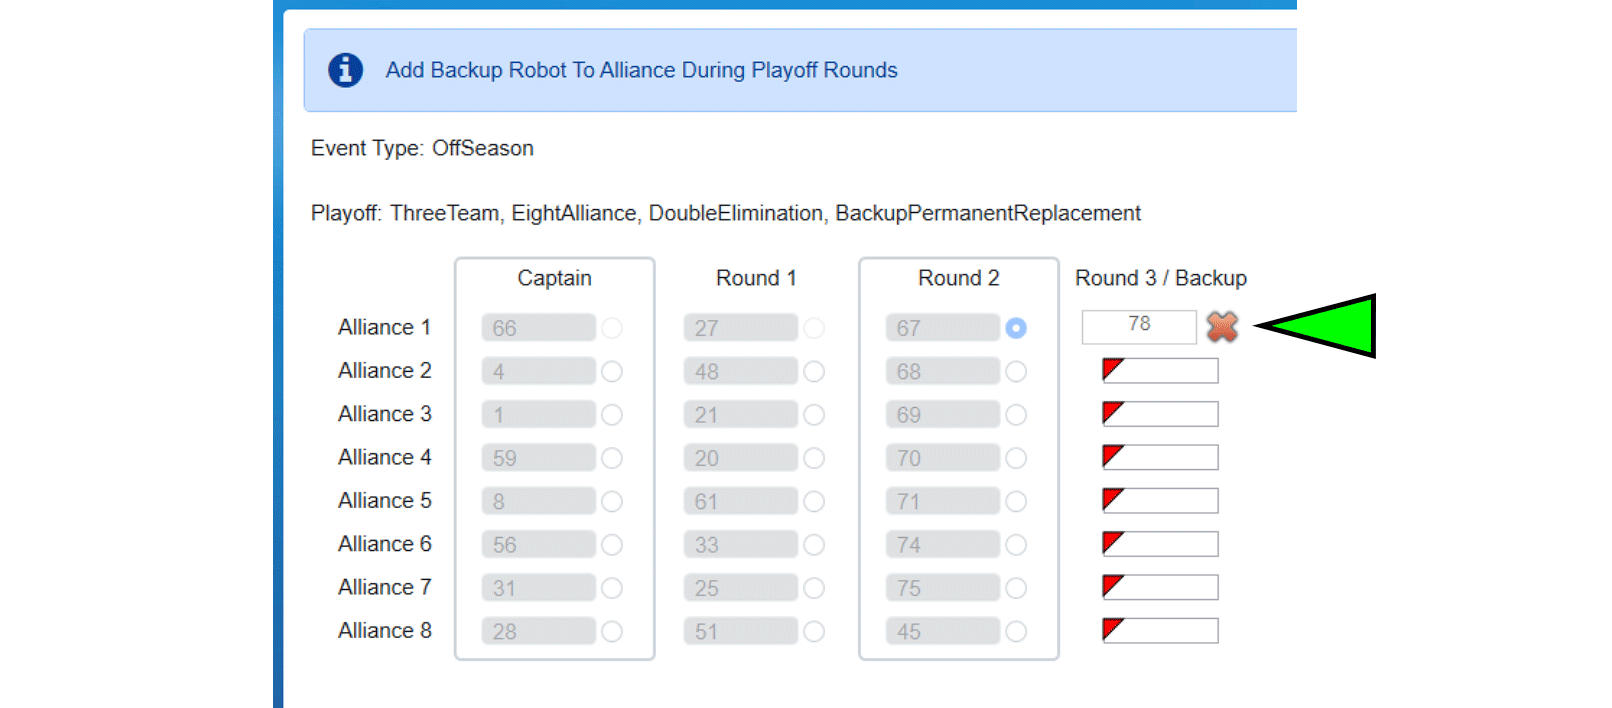 Add Backup Robot To Alliance During Playoff Rounds
Event Type: OffSeason
Playoff: ThreeTeam, EightAlliance, DoubleElimination, BackupPermanentReplacement
Captain Round 1 Round 2 Round 3 / Backup
Alliance 1 66 27 67 78
Alliance 2 4 48 68
Alliance 3 1 21 69
Alliance 4 59 20 70
Alliance 5 8 61 71
Alliance 6 56 33 74
Alliance 7 31 25 75
Alliance 8 28 51 45